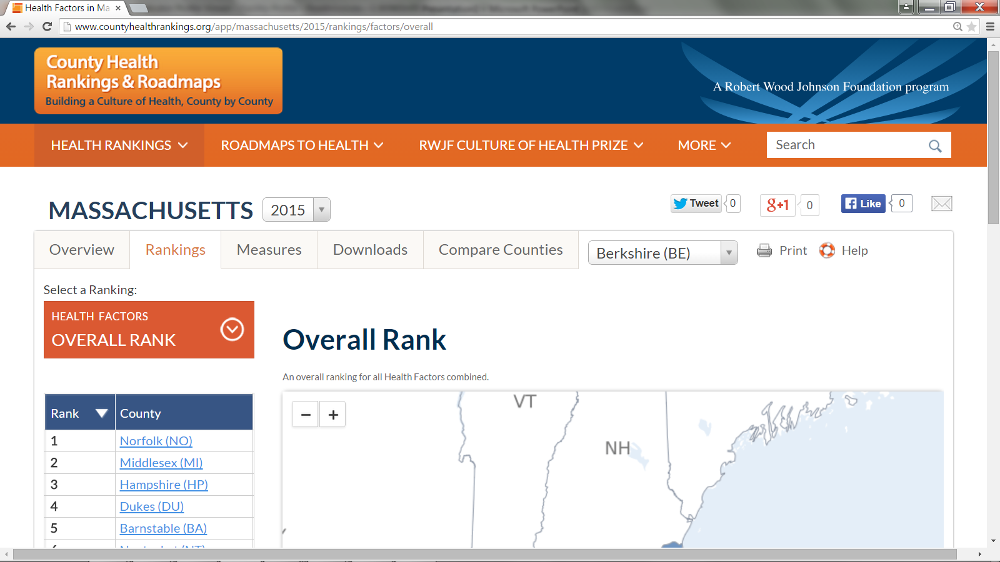 Health Factors in Ma
www.countyhealthrankings.org/app/massachusetts/2015/rankings/factors/overall
County Health
Rankings & Roadmaps
Building a Culture of Health, County by County
A Robert Wood Johnson Foundation program
HEALTH RANKINGS
ROADMAPS TO HEALTH
RWJF CULTURE OF HEALTH PRIZE
MORE
Search
MASSACHUSETTS
2015
Tweet
0
g+1
0
Like
0
Overview
Rankings
Measures
Downloads
Compare Counties
Berkshire (BE)
Print
Help
Select a Ranking:
HEALTH FACTORS
OVERALL RANK
Overall Rank
An overall ranking for all Health Factors combined.
Rank County
1 Norfolk (NO)
2 Middlesex (MI)
3 Hampshire (HP)
4 Dukes (DU)
5 Barnstable (BA)
VT
NH